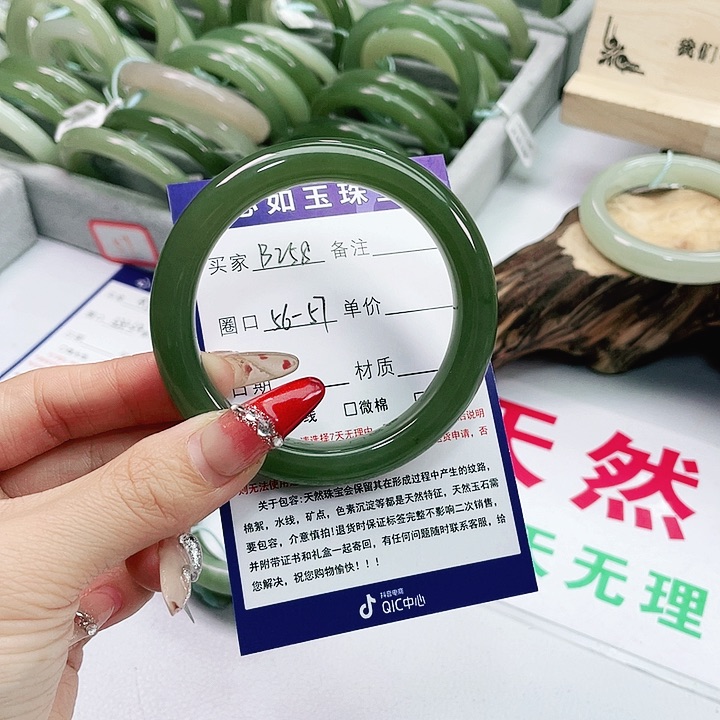 如玉珠
买家 B258 备注
圈口 56-57 单价
日期 材质
线 □微棉 □
关于包容:天然珠宝会保留其在形成过程中产生的纹路,
棉絮,水线,矿点,色素沉淀等都是天然特征,天然玉石需
要包容,介意慎拍!退货时保证标签完整不影响二次销售,
并附带证书和礼盒一起寄回,有任何问题随时联系客服,给
您解决,祝您购物愉快!!!
抖音电商
QIC中心
我们
天然
天无理